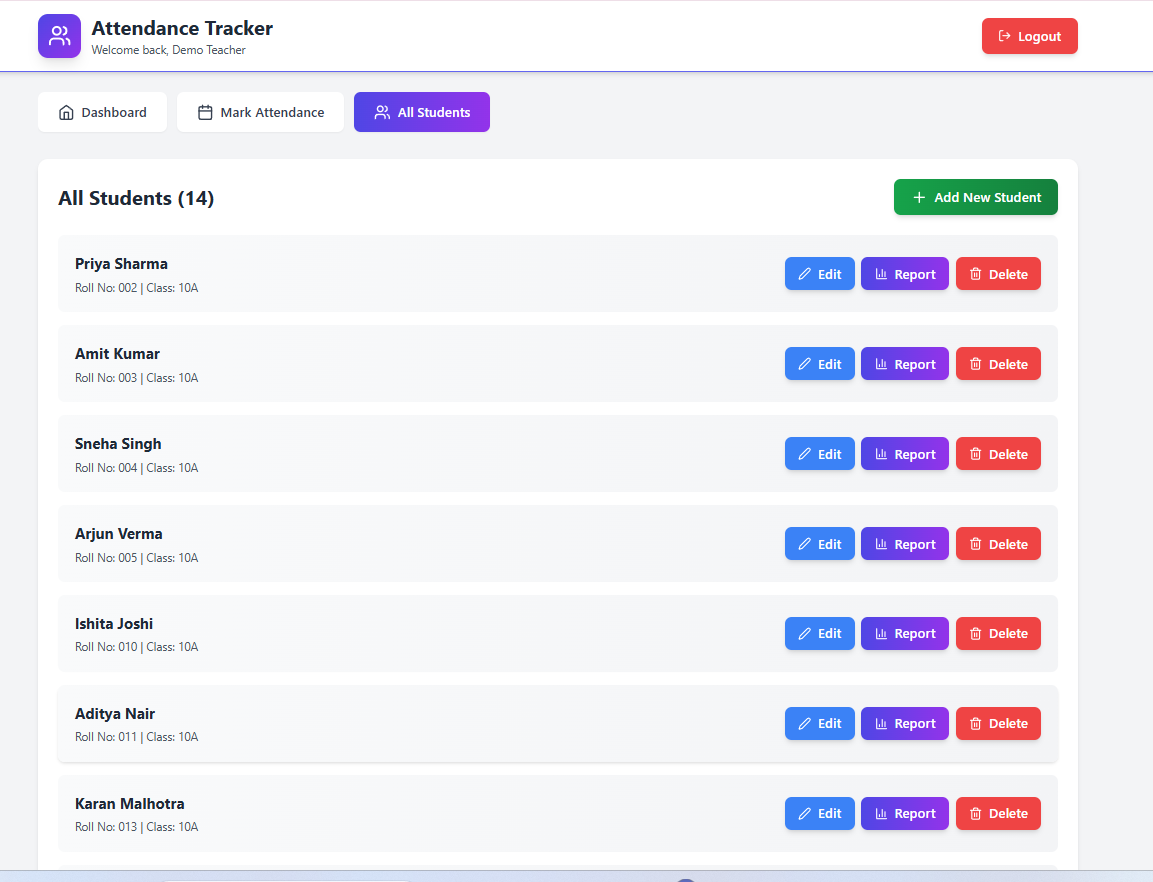 Attendance Tracker
Welcome back, Demo Teacher
Logout
Dashboard
Mark Attendance
All Students
All Students (14)
Add New Student
Priya Sharma
Roll No: 002 | Class: 10A
Edit
Report
Delete
Amit Kumar
Roll No: 003 | Class: 10A
Edit
Report
Delete
Sneha Singh
Roll No: 004 | Class: 10A
Edit
Report
Delete
Arjun Verma
Roll No: 005 | Class: 10A
Edit
Report
Delete
Ishita Joshi
Roll No: 010 | Class: 10A
Edit
Report
Delete
Aditya Nair
Roll No: 011 | Class: 10A
Edit
Report
Delete
Karan Malhotra
Roll No: 013 | Class: 10A
Edit
Report
Delete